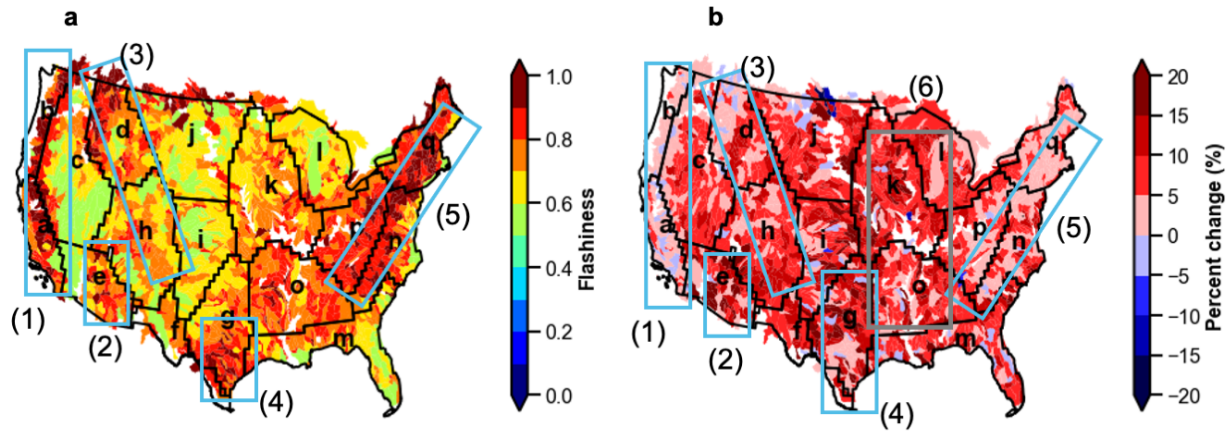 a
b
(3)
(3)
(6)
1.0
0.8
0.6
0.4
0.2
0.0
Flashiness
20
15
10
5
0
−5
−10
−15
−20
Percent change (%)
b
c
d
j
l
q
a
h
i
k
p
n
e
f
g
o
m
(1)
(2)
(4)
(5)
b
c
d
j
l
q
a
h
i
k
p
n
e
f
g
o
m
(1)
(2)
(4)
(5)